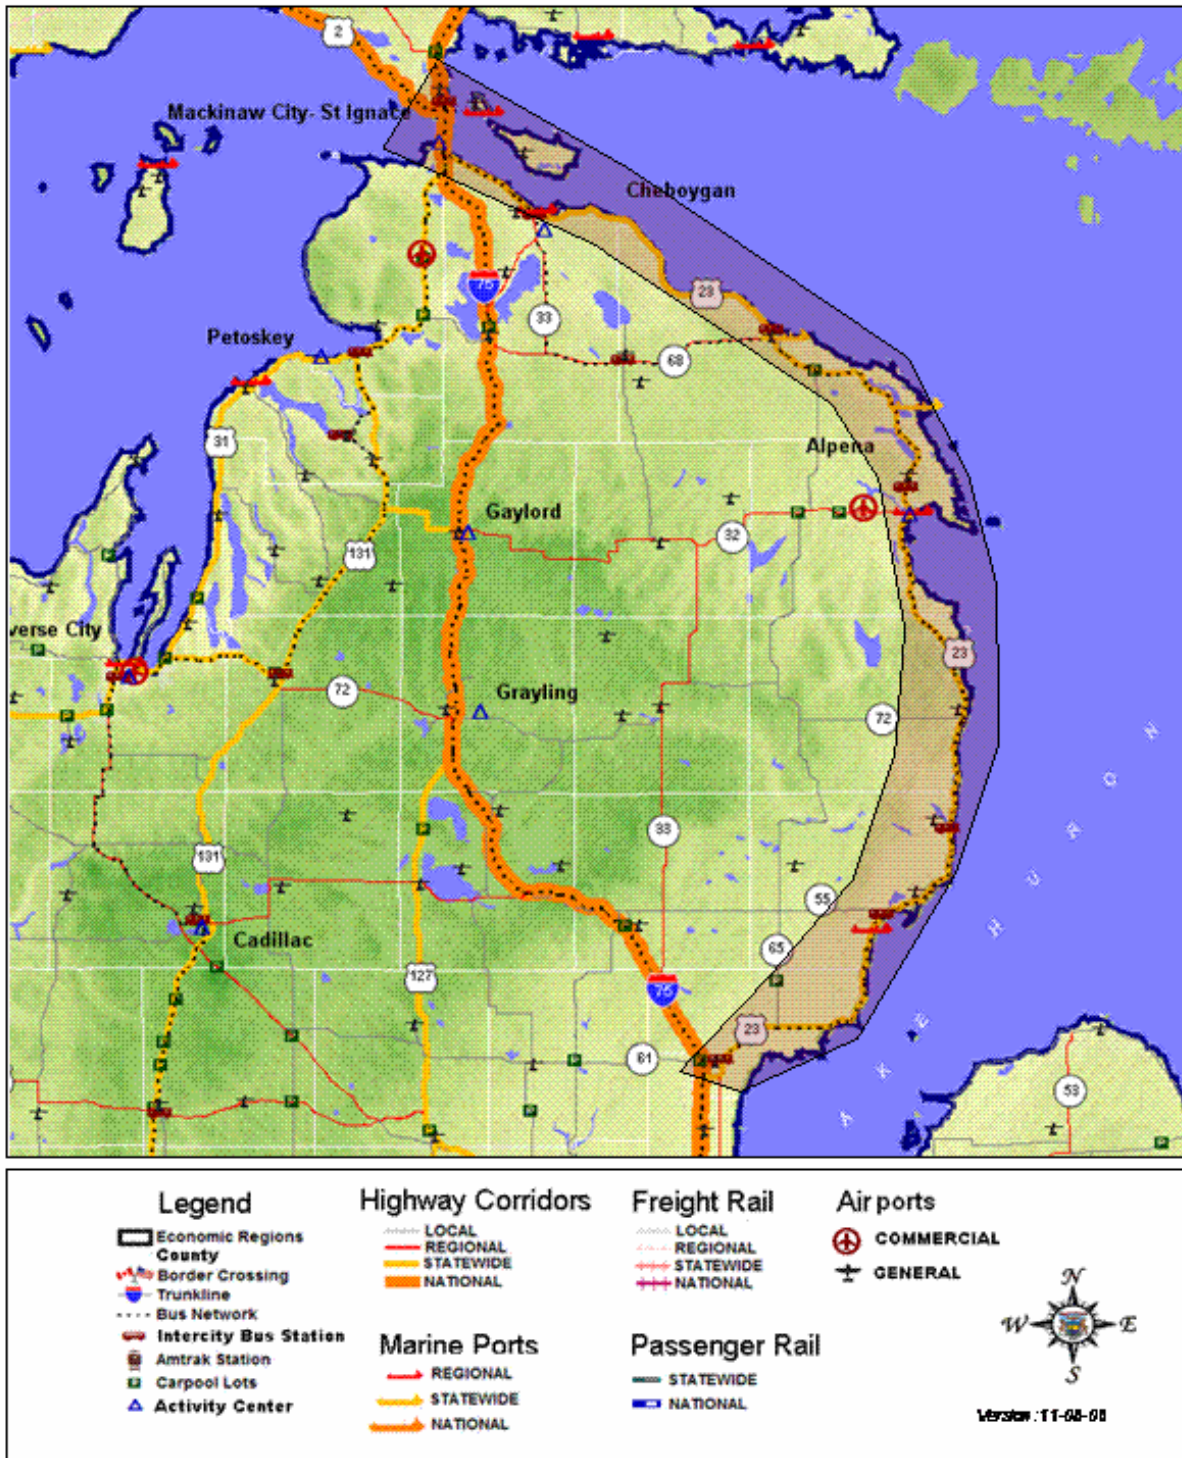 2
Mackinaw City- St Ignace
Cheboygan
75
23
33
Petoskey
68
31
Alpena
Gaylord
32
131
verse City
23
Grayling
72
72
N
O
33
R
131
U
55
H
Cadillac
65
127
75
E
23
K
61
A
53
L
Legend
Economic Regions
County
Border Crossing
Trunkline
Bus Network
Intercity Bus Station
Amtrak Station
Carpool Lots
Activity Center
Highway Corridors
LOCAL
REGIONAL
STATEWIDE
NATIONAL
Marine Ports
REGIONAL
STATEWIDE
NATIONAL
Freight Rail
LOCAL
REGIONAL
STATEWIDE
NATIONAL
Passenger Rail
STATEWIDE
NATIONAL
Airports
COMMERCIAL
GENERAL
N
W E
S